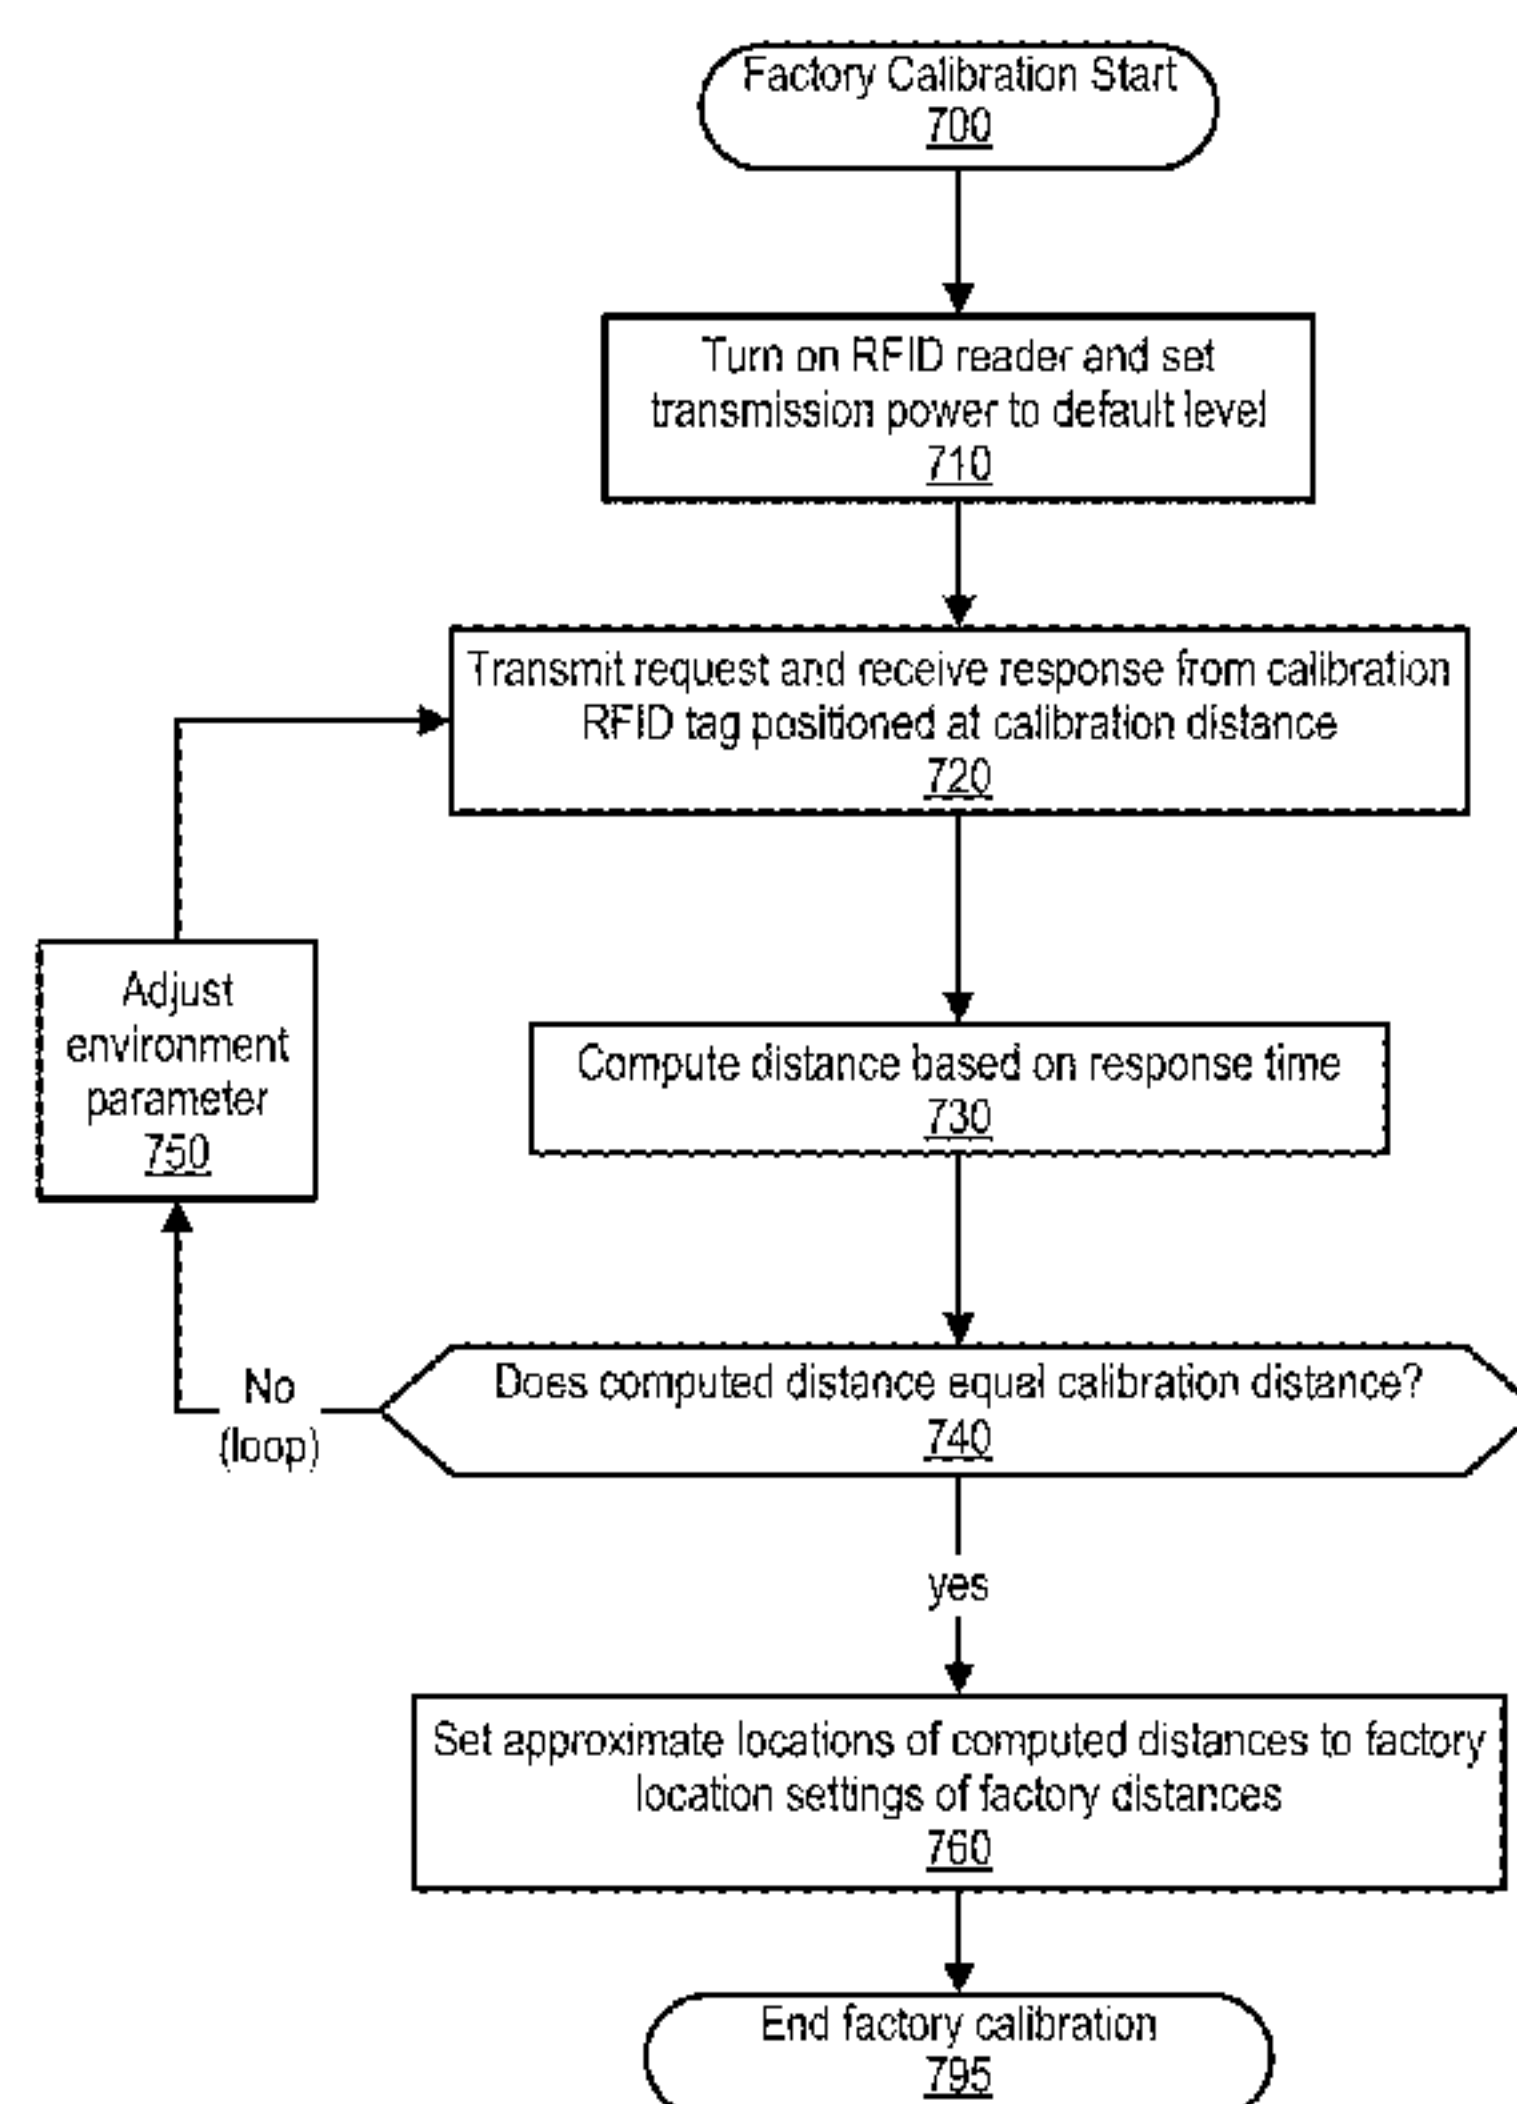 Factory Calibration Start
700
Turn on RFID reader and set
transmission power to default level
710
Transmit request and receive response from calibration
RFID tag positioned at calibration distance
720
Adjust
environment
parameter
750
Compute distance based on response time
730
Does computed distance equal calibration distance?
740
No
(loop)
yes
Set approximate locations of computed distances to factory
location settings of factory distances
760
End factory calibration
795